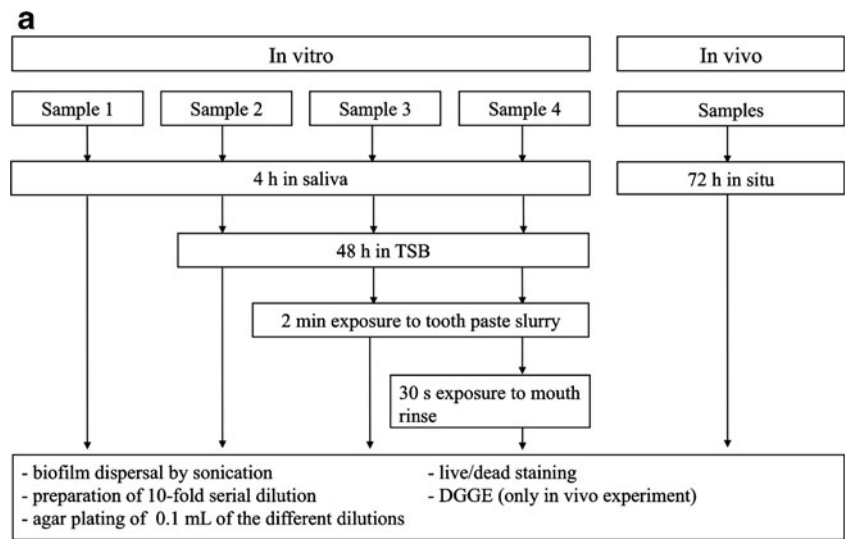 a
In vitro
In vivo
Sample 1
Sample 2
Sample 3
Sample 4
Samples
4 h in saliva
72 h in situ
48 h in TSB
2 min exposure to tooth paste slurry
30 s exposure to mouth
rinse
- biofilm dispersal by sonication
- preparation of 10-fold serial dilution
- agar plating of 0.1 mL of the different dilutions
- live/dead staining
- DGGE (only in vivo experiment)